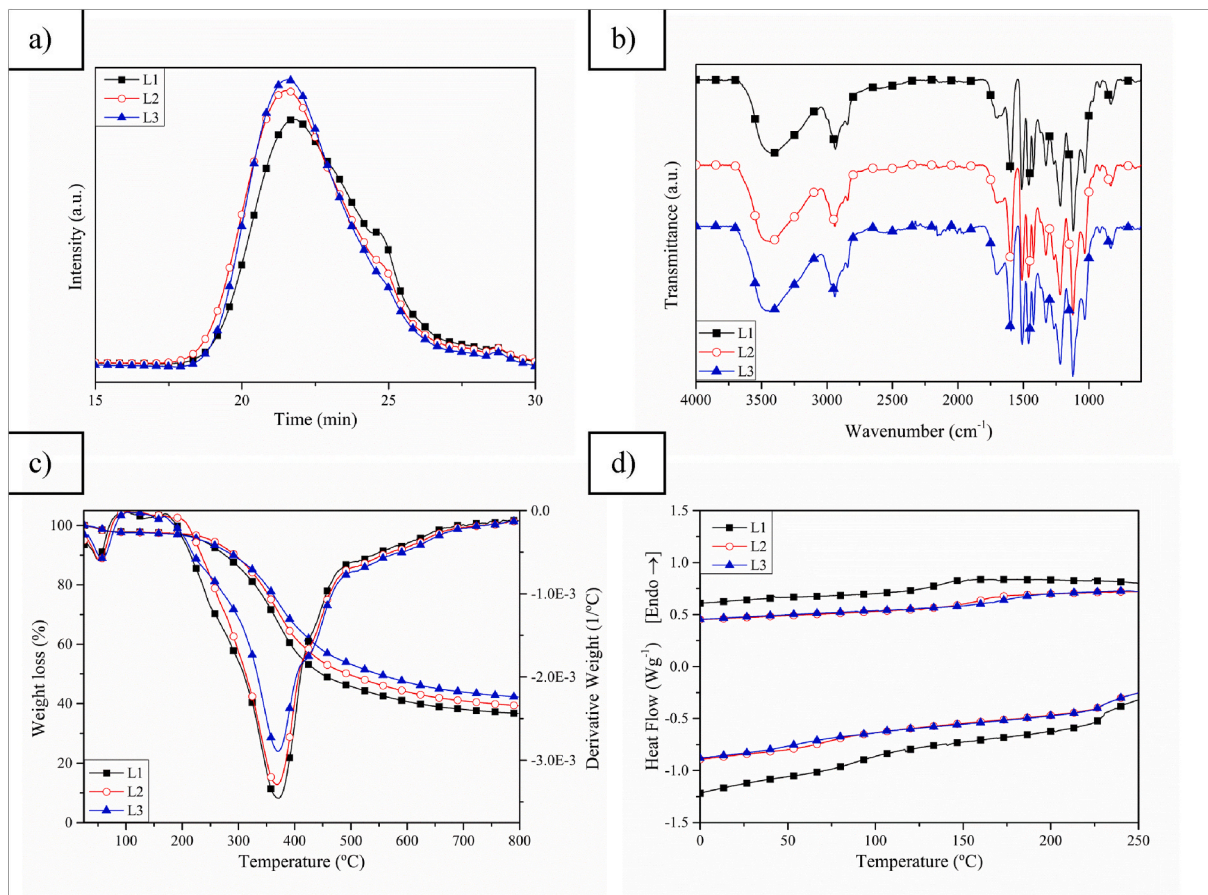 a)
L1
L2
L3
Intensity (a.u.)
15 20 25 30
Time (min)
b)
Transmittance (a.u.)
L1
L2
L3
4000 3500 3000 2500 2000 1500 1000
Wavenumber (cm⁻¹)
c)
Weight loss (%)
100
80
60
40
20
10
0
0.0
-1.0E-3
-2.0E-3
-3.0E-3
Derivative Weight (1/ºC)
L1
L2
L3
100 200 300 400 500 600 700 800
Temperature (ºC)
d)
Heat Flow (Wg⁻¹) [Endo →]
1.5
1.0
0.5
0.0
-0.5
-1.0
-1.5
L1
L2
L3
0 50 100 150 200 250
Temperature (ºC)